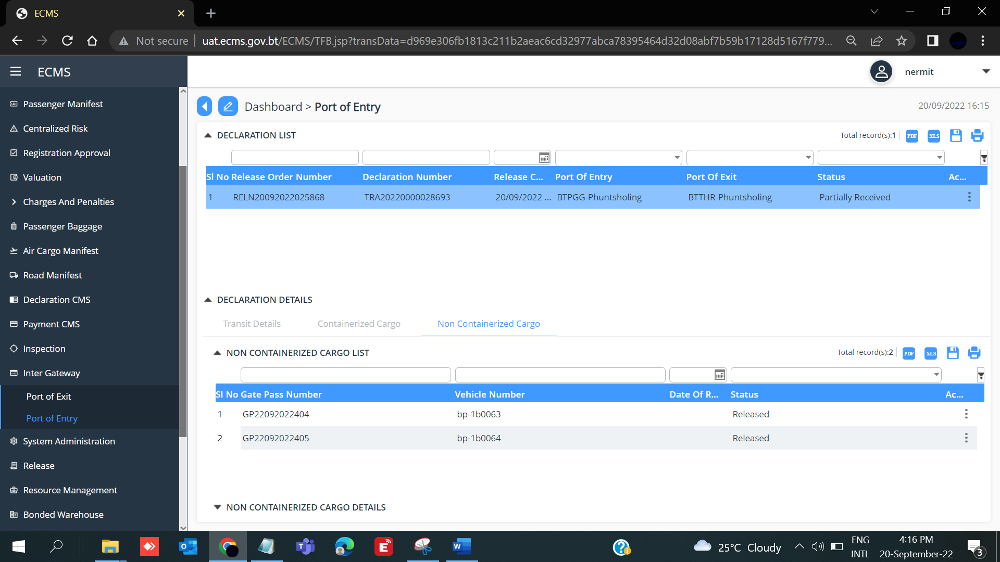 ECMS
Not secure uat.ecms.gov.bt/ECMS/TFB.jsp?transData=d969e306fb1813c211b2aeac6cd32977abca78395464d32d08abf7b59b17128d5167f779...
ECMS
nermit
Passenger Manifest
Centralized Risk
Registration Approval
Valuation
Charges And Penalties
Passenger Baggage
Air Cargo Manifest
Road Manifest
Declaration CMS
Payment CMS
Inspection
Inter Gateway
Port of Exit
Port of Entry
System Administration
Release
Resource Management
Bonded Warehouse
Dashboard > Port of Entry
20/09/2022 16:15
DECLARATION LIST
Total record(s):1 PDF XLS
Sl No Release Order Number Declaration Number Release C... Port Of Entry Port Of Exit Status Ac...
1 RELN20092022025868 TRA20220000028693 20/09/2022 ... BTPGG-Phuntsholing BTTHR-Phuntsholing Partially Received
DECLARATION DETAILS
Transit Details Containerized Cargo Non Containerized Cargo
NON CONTAINERIZED CARGO LIST
Total record(s):2 PDF XLS
Sl No Gate Pass Number Vehicle Number Date Of R... Status Ac...
1 GP22092022404 bp-1b0063 Released
2 GP22092022405 bp-1b0064 Released
NON CONTAINERIZED CARGO DETAILS
25°C Cloudy
ENG
INTL
4:16 PM
20-September-22
3